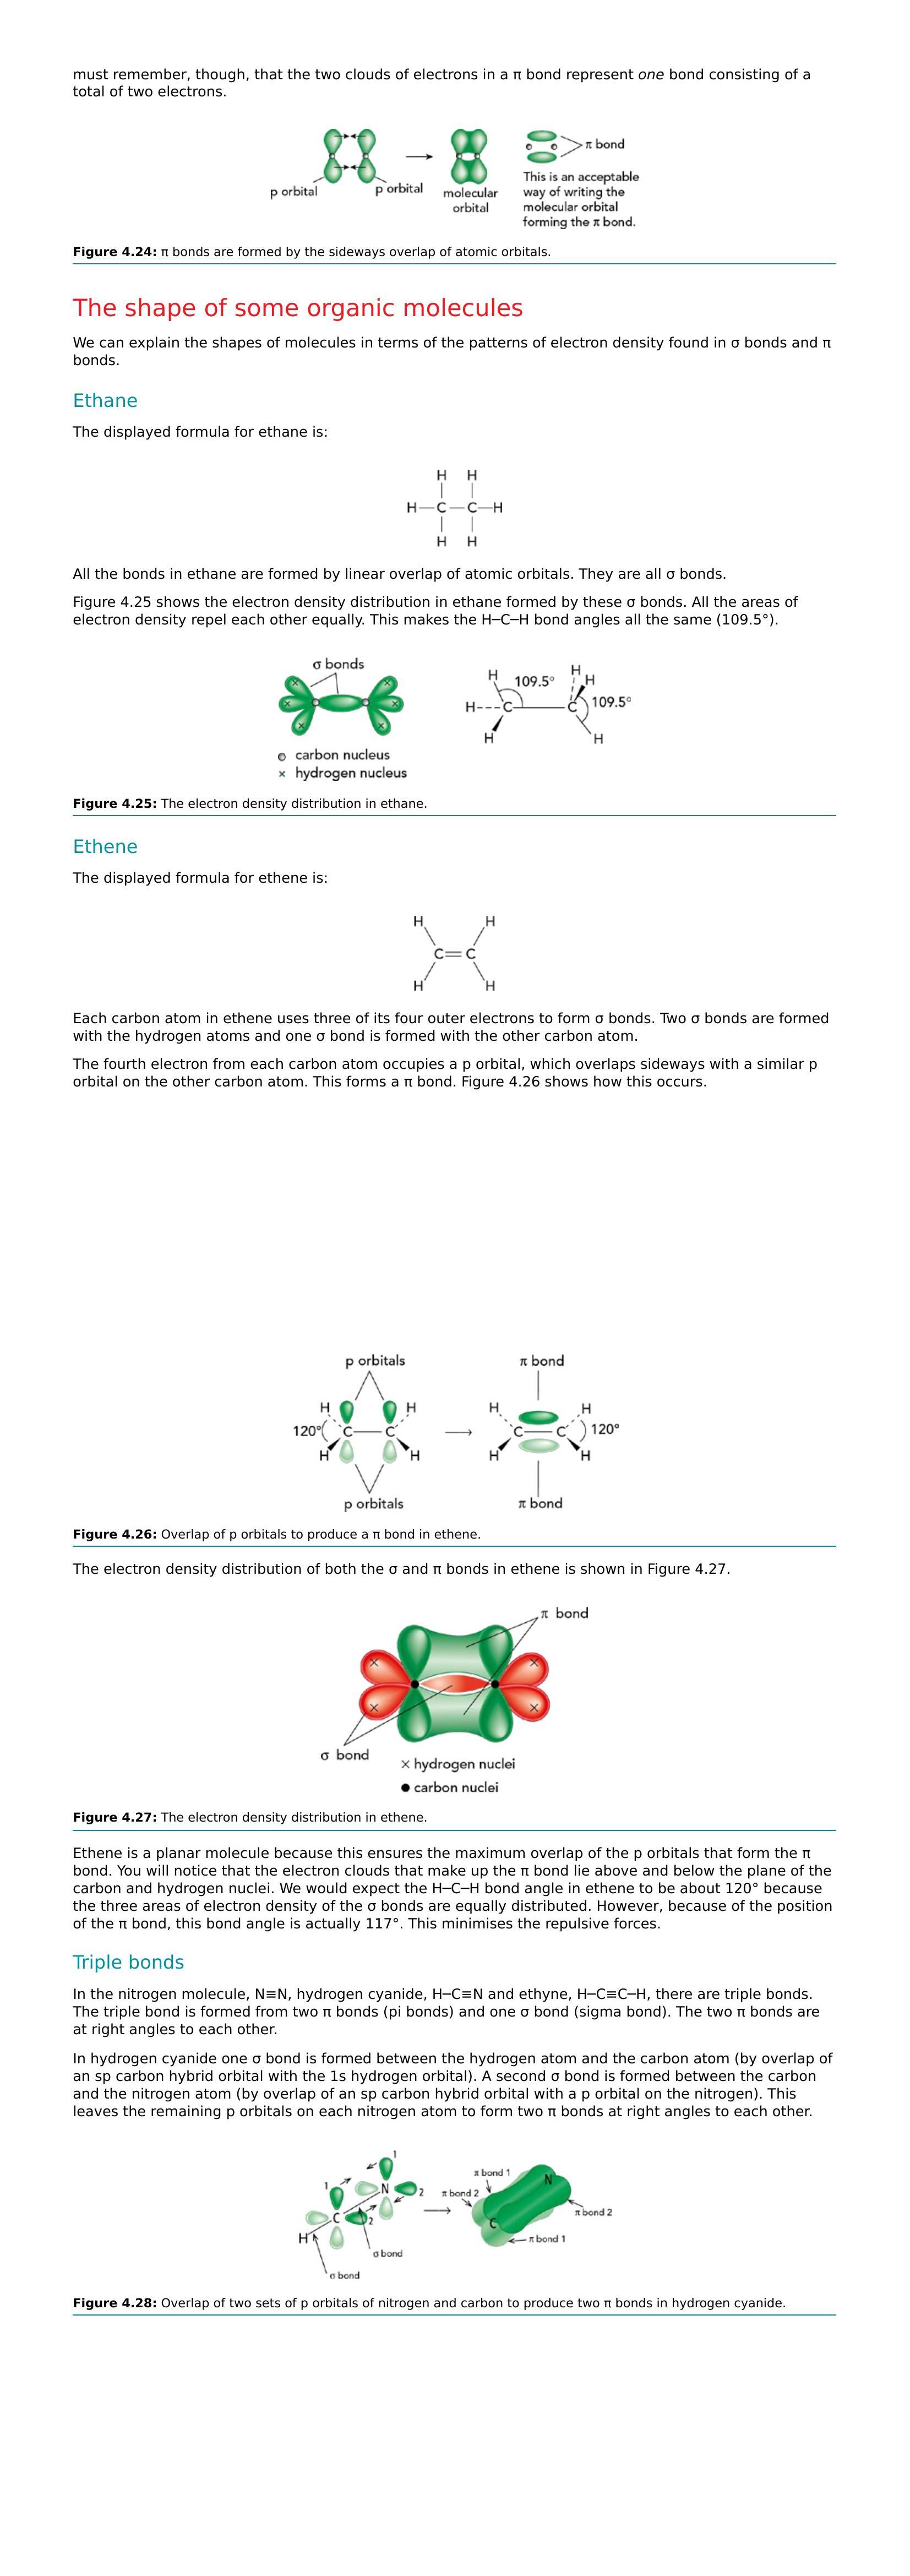 must remember, though, that the two clouds of electrons in a π bond represent one bond consisting of a
total of two electrons.
p orbital
p orbital
molecular
orbital
π bond
This is an acceptable
way of writing the
molecular orbital
forming the π bond.
Figure 4.24: π bonds are formed by the sideways overlap of atomic orbitals.
The shape of some organic molecules
We can explain the shapes of molecules in terms of the patterns of electron density found in σ bonds and π
bonds.
Ethane
The displayed formula for ethane is:
H H
H—C—C—H
H H
All the bonds in ethane are formed by linear overlap of atomic orbitals. They are all σ bonds.
Figure 4.25 shows the electron density distribution in ethane formed by these σ bonds. All the areas of
electron density repel each other equally. This makes the H─C─H bond angles all the same (109.5°).
σ bonds
carbon nucleus
× hydrogen nucleus
H 109.5° H H
H---C C 109.5°
H H
Figure 4.25: The electron density distribution in ethane.
Ethene
The displayed formula for ethene is:
H H
C=C
H H
Each carbon atom in ethene uses three of its four outer electrons to form σ bonds. Two σ bonds are formed
with the hydrogen atoms and one σ bond is formed with the other carbon atom.
The fourth electron from each carbon atom occupies a p orbital, which overlaps sideways with a similar p
orbital on the other carbon atom. This forms a π bond. Figure 4.26 shows how this occurs.
p orbitals π bond
H H H H
120° C—C C—C 120°
H H H H
p orbitals π bond
Figure 4.26: Overlap of p orbitals to produce a π bond in ethene.
The electron density distribution of both the σ and π bonds in ethene is shown in Figure 4.27.
π bond
σ bond
× hydrogen nuclei
● carbon nuclei
Figure 4.27: The electron density distribution in ethene.
Ethene is a planar molecule because this ensures the maximum overlap of the p orbitals that form the π
bond. You will notice that the electron clouds that make up the π bond lie above and below the plane of the
carbon and hydrogen nuclei. We would expect the H─C─H bond angle in ethene to be about 120° because
the three areas of electron density of the σ bonds are equally distributed. However, because of the position
of the π bond, this bond angle is actually 117°. This minimises the repulsive forces.
Triple bonds
In the nitrogen molecule, N≡N, hydrogen cyanide, H─C≡N and ethyne, H─C≡C─H, there are triple bonds.
The triple bond is formed from two π bonds (pi bonds) and one σ bond (sigma bond). The two π bonds are
at right angles to each other.
In hydrogen cyanide one σ bond is formed between the hydrogen atom and the carbon atom (by overlap of
an sp carbon hybrid orbital with the 1s hydrogen orbital). A second σ bond is formed between the carbon
and the nitrogen atom (by overlap of an sp carbon hybrid orbital with a p orbital on the nitrogen). This
leaves the remaining p orbitals on each nitrogen atom to form two π bonds at right angles to each other.
1
1 N 2
C 2
H
σ bond
σ bond
π bond 1
π bond 2
N
C
π bond 2
π bond 1
Figure 4.28: Overlap of two sets of p orbitals of nitrogen and carbon to produce two π bonds in hydrogen cyanide.